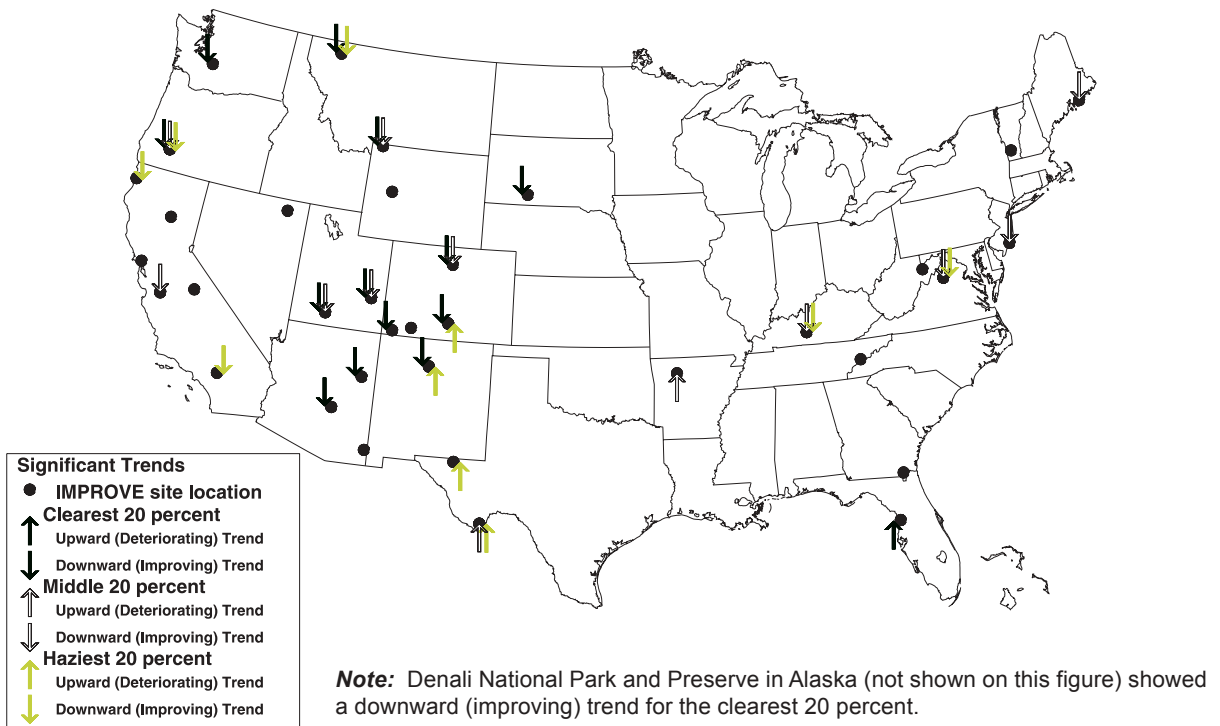 Significant Trends
IMPROVE site location
Clearest 20 percent
Upward (Deteriorating) Trend
Downward (Improving) Trend
Middle 20 percent
Upward (Deteriorating) Trend
Downward (Improving) Trend
Haziest 20 percent
Upward (Deteriorating) Trend
Downward (Improving) Trend
Note: Denali National Park and Preserve in Alaska (not shown on this figure) showed
a downward (improving) trend for the clearest 20 percent.